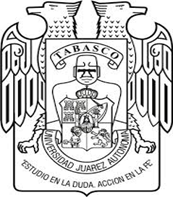 TABASCO
UNIVERSIDAD JUAREZ AUTONOMA
"ESTUDIO EN LA DUDA. ACCION EN LA FE"